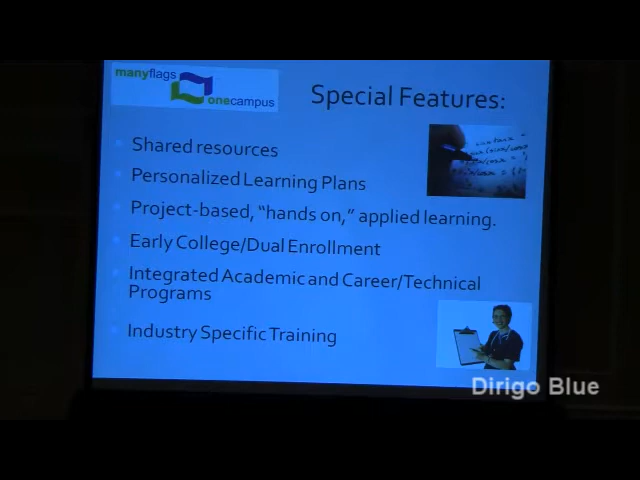 manyflags
onecampus
Special Features:
Shared resources
Personalized Learning Plans
Project-based, “hands on,” applied learning.
Early College/Dual Enrollment
Integrated Academic and Career/Technical
Programs
Industry Specific Training
Dirigo Blue